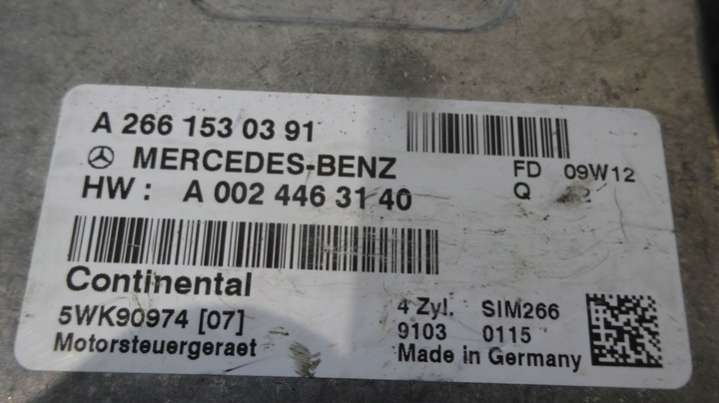 A 266 153 03 91
MERCEDES-BENZ
FD 09W12
HW : A 002 446 31 40
Q
Continental
5WK90974 [07]
4 Zyl. SIM266
9103 0115
Motorsteuergeraet
Made in Germany